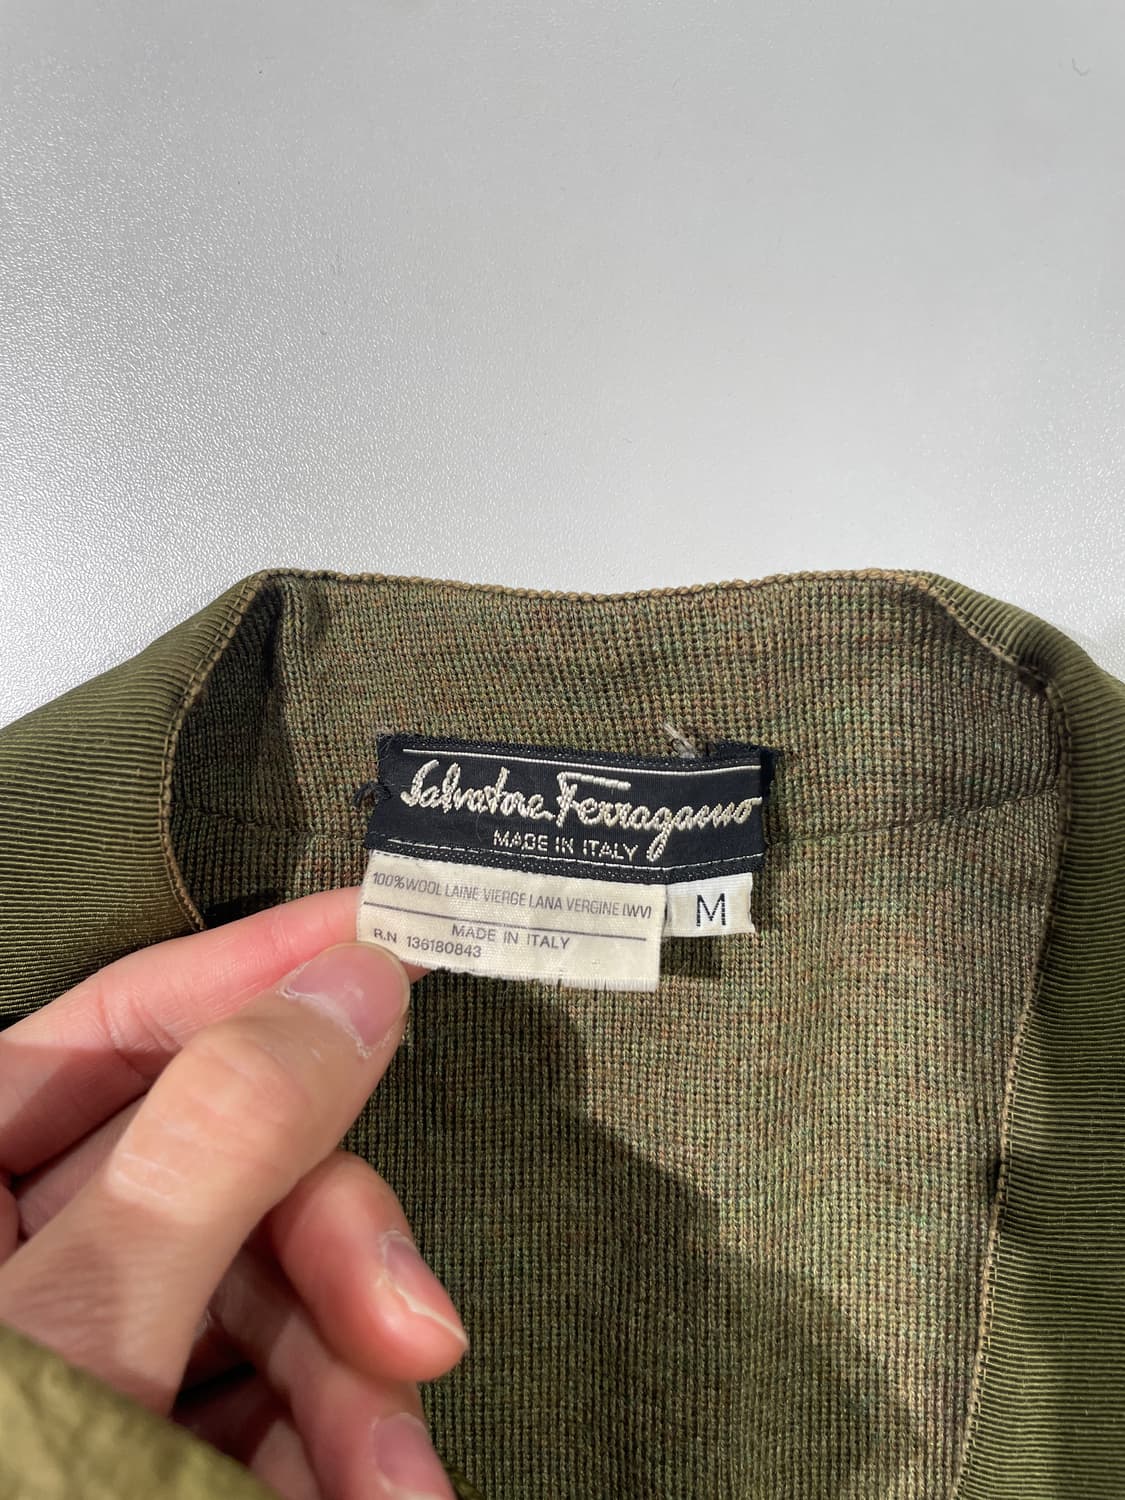 Salvatore Ferragamo
MADE IN ITALY
100% WOOL LAINE VIERGE LANA VERGINE (WV)
M
MADE IN ITALY
R.N 136180843